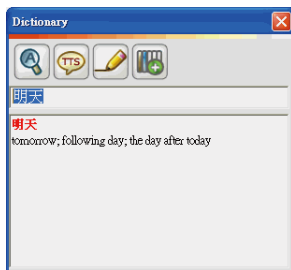 Dictionary
A
TTS
明天
明天
tomorrow; following day; the day after today